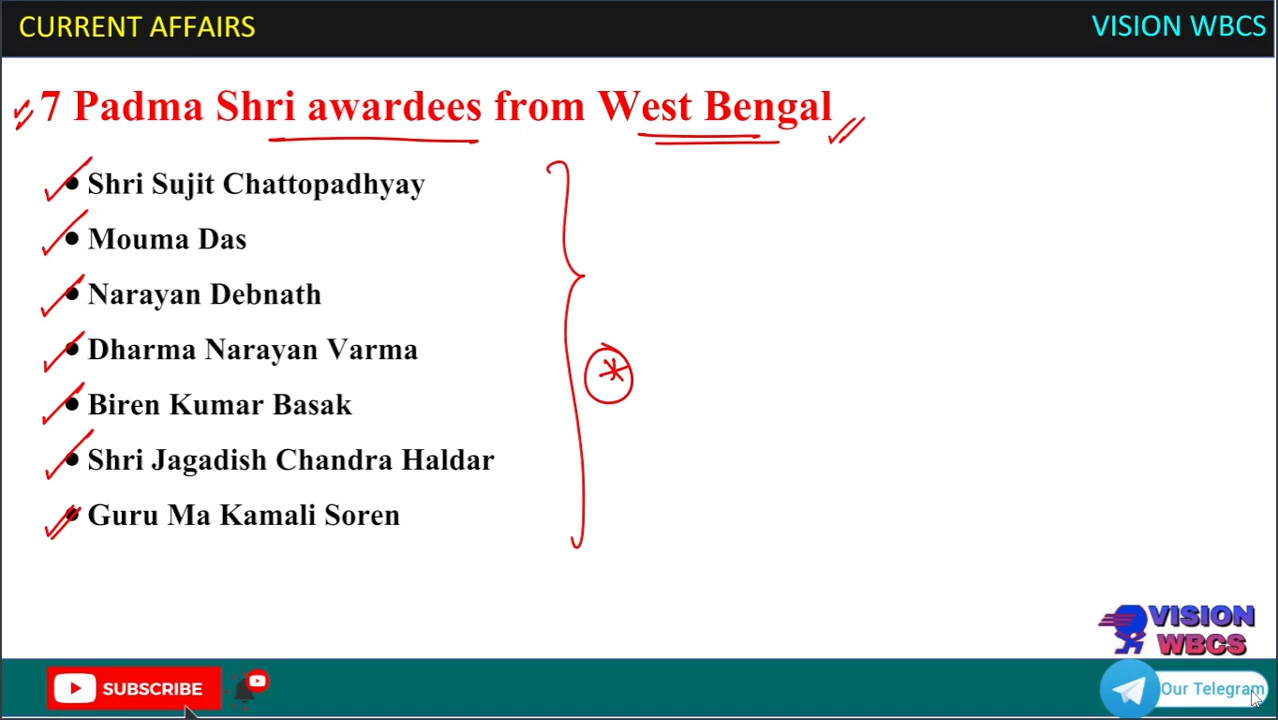 CURRENT AFFAIRS
VISION WBCS
7 Padma Shri awardees from West Bengal
• Shri Sujit Chattopadhyay
• Mouma Das
• Narayan Debnath
• Dharma Narayan Varma
• Biren Kumar Basak
• Shri Jagadish Chandra Haldar
• Guru Ma Kamali Soren
*
VISION
WBCS
SUBSCRIBE
Our Telegram